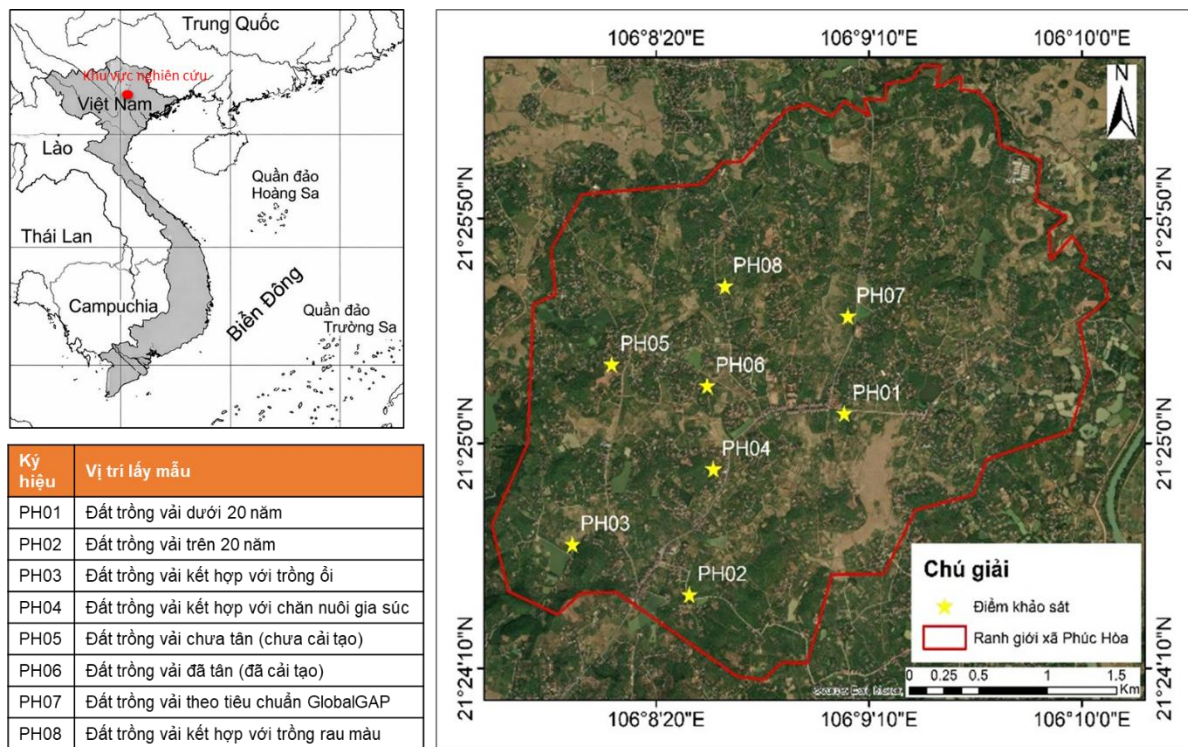 Trung Quốc
Khu vực nghiên cứu
Việt Nam
Lào
Quần đảo
Hoàng Sa
Thái Lan
Campuchia
Biển Đông
Quần đảo
Trường Sa
Ký hiệu
Vị trí lấy mẫu
PH01 Đất trồng vải dưới 20 năm
PH02 Đất trồng vải trên 20 năm
PH03 Đất trồng vải kết hợp với trồng ổi
PH04 Đất trồng vải kết hợp với chăn nuôi gia súc
PH05 Đất trồng vải chưa tân (chưa cải tạo)
PH06 Đất trồng vải đã tân (đã cải tạo)
PH07 Đất trồng vải theo tiêu chuẩn GlobalGAP
PH08 Đất trồng vải kết hợp với trồng rau màu
106°8'20"E
106°9'10"E
106°10'0"E
N
21°25'50"N
21°25'50"N
PH08
PH07
PH05
PH06
PH01
21°25'0"N
21°25'0"N
PH04
PH03
PH02
Chú giải
Điểm khảo sát
Ranh giới xã Phúc Hòa
21°24'10"N
21°24'10"N
0 0.25 0.5 1 1.5
Km
106°8'20"E
106°9'10"E
106°10'0"E